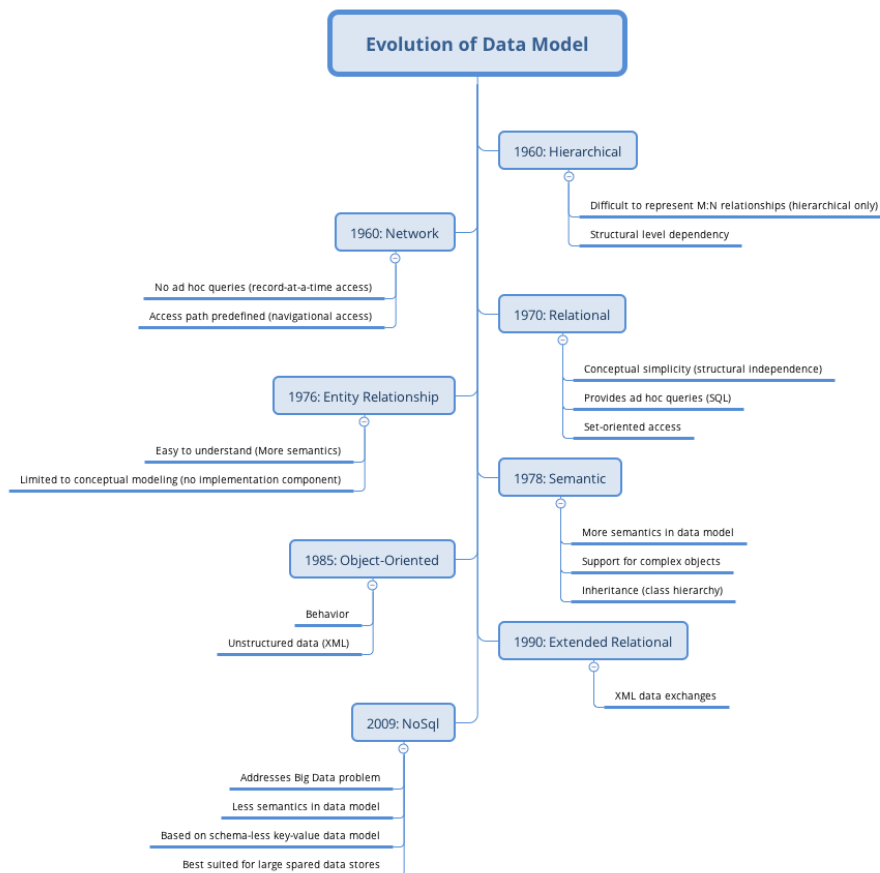 Evolution of Data Model
1960: Hierarchical
Difficult to represent M:N relationships (hierarchical only)
Structural level dependency
1960: Network
No ad hoc queries (record-at-a-time access)
Access path predefined (navigational access)
1970: Relational
Conceptual simplicity (structural independence)
Provides ad hoc queries (SQL)
Set-oriented access
1976: Entity Relationship
Easy to understand (More semantics)
Limited to conceptual modeling (no implementation component)
1978: Semantic
More semantics in data model
Support for complex objects
Inheritance (class hierarchy)
1985: Object-Oriented
Behavior
Unstructured data (XML)
1990: Extended Relational
XML data exchanges
2009: NoSql
Addresses Big Data problem
Less semantics in data model
Based on schema-less key-value data model
Best suited for large spared data stores